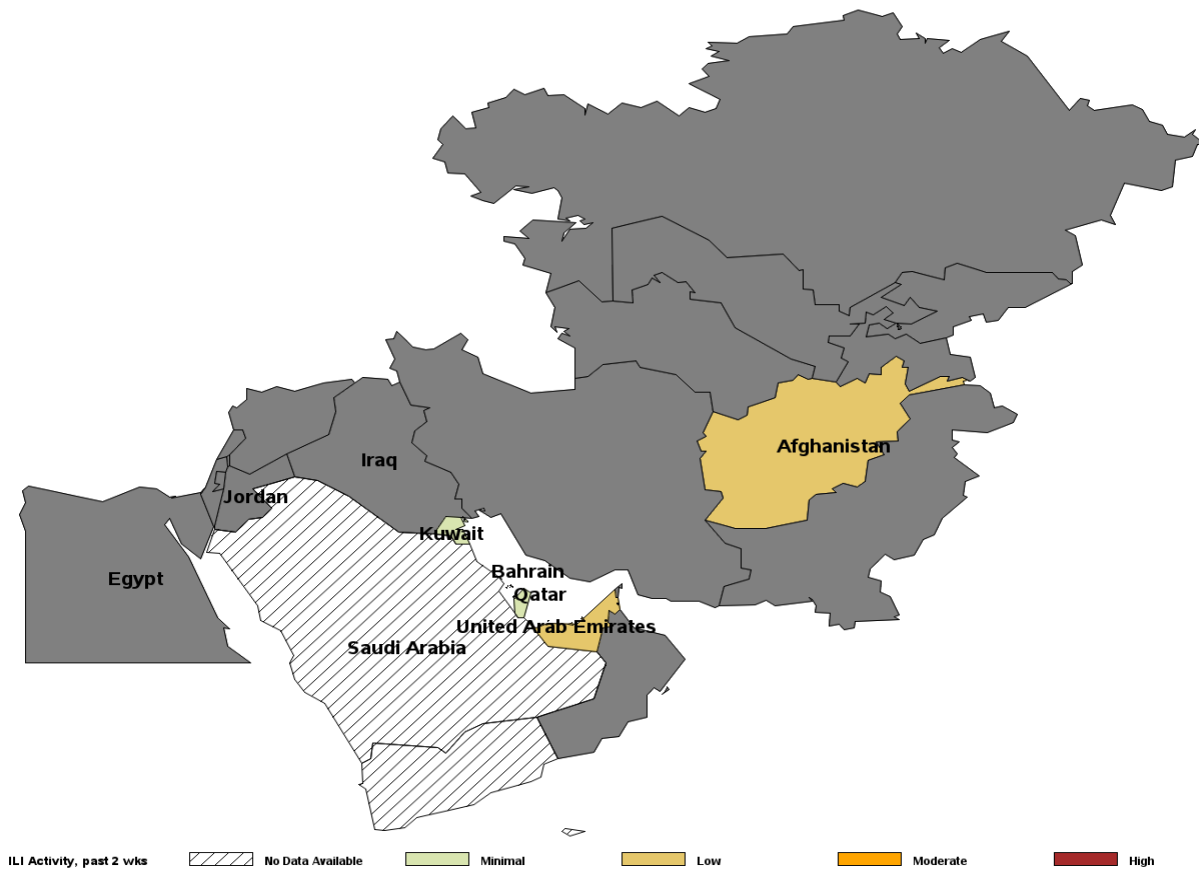 Afghanistan
Iraq
Jordan
Kuwait
Bahrain
Egypt
Qatar
United Arab Emirates
Saudi Arabia
ILI Activity, past 2 wks No Data Available Minimal Low Moderate High